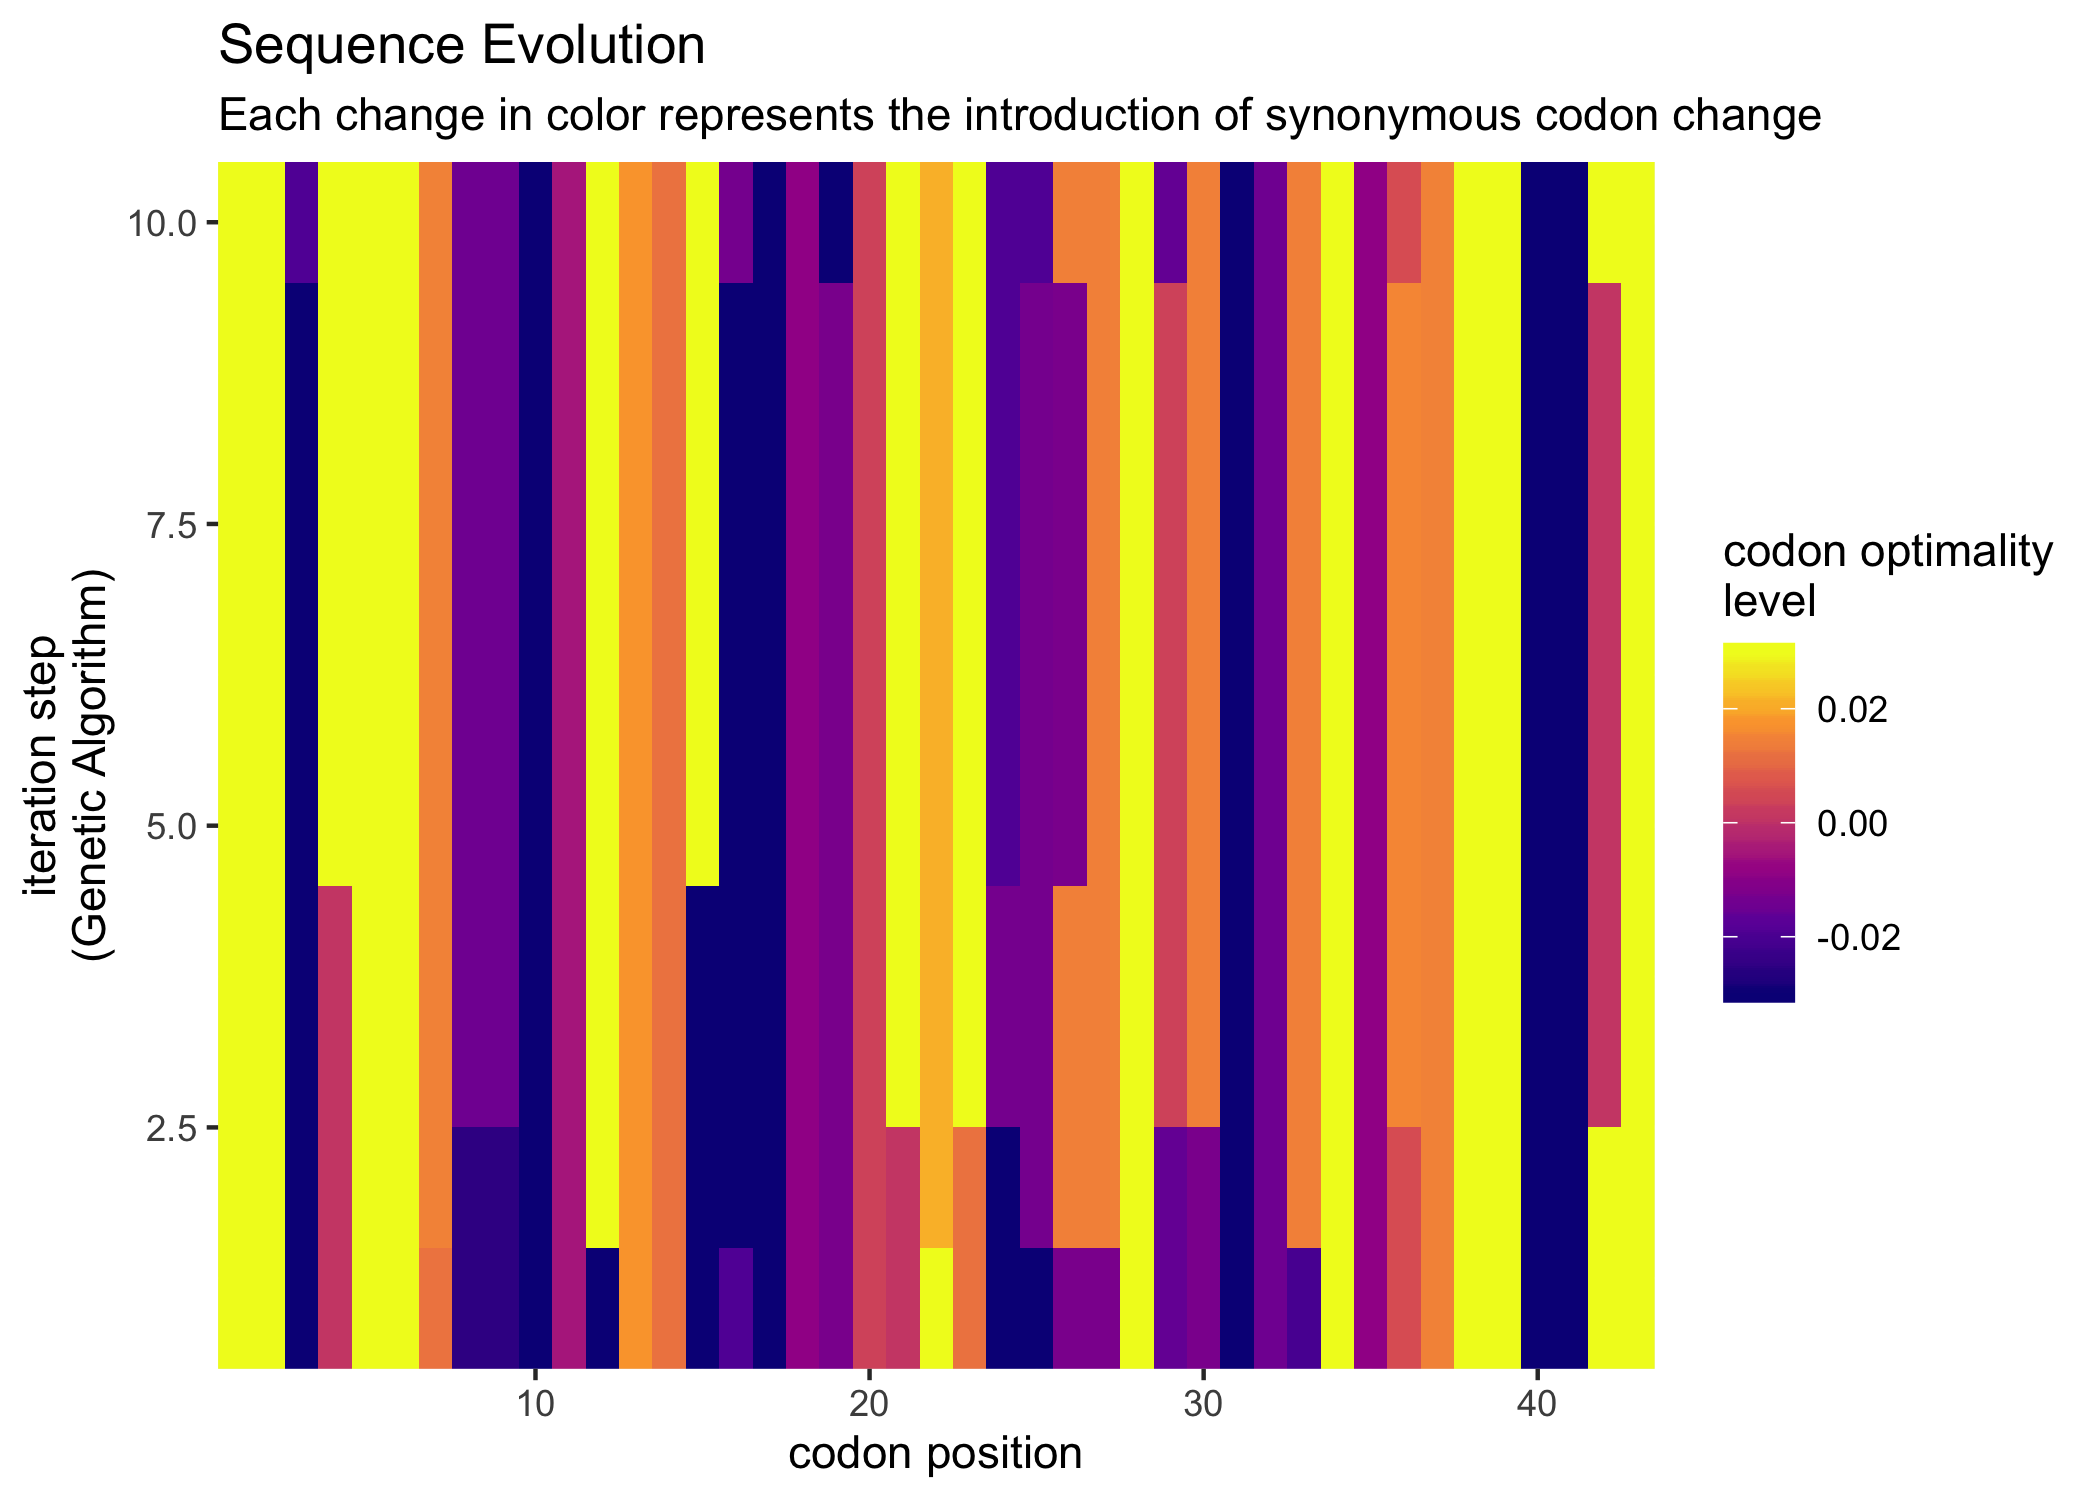 Sequence Evolution
Each change in color represents the introduction of synonymous codon change
10.0
7.5
5.0
2.5
iteration step
(Genetic Algorithm)
10
20
30
40
codon position
codon optimality
level
0.02
0.00
-0.02